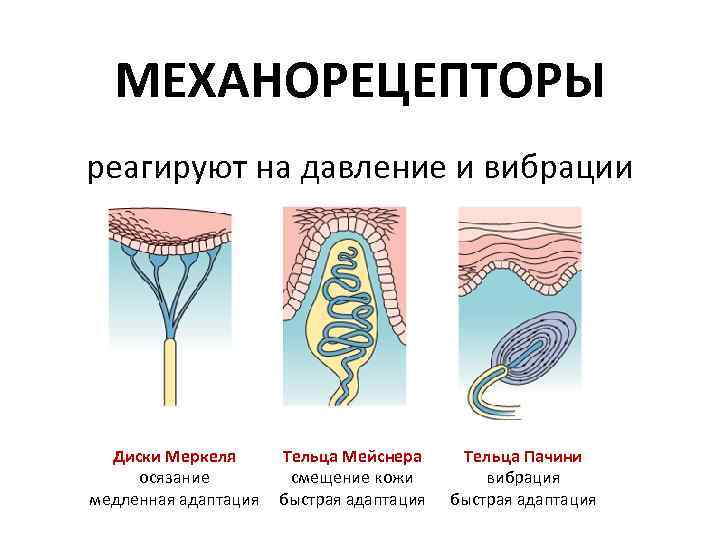 МЕХАНОРЕЦЕПТОРЫ
реагируют на давление и вибрации
Диски Меркеля
осязание
медленная адаптация
Тельца Мейснера
смещение кожи
быстрая адаптация
Тельца Пачини
вибрация
быстрая адаптация